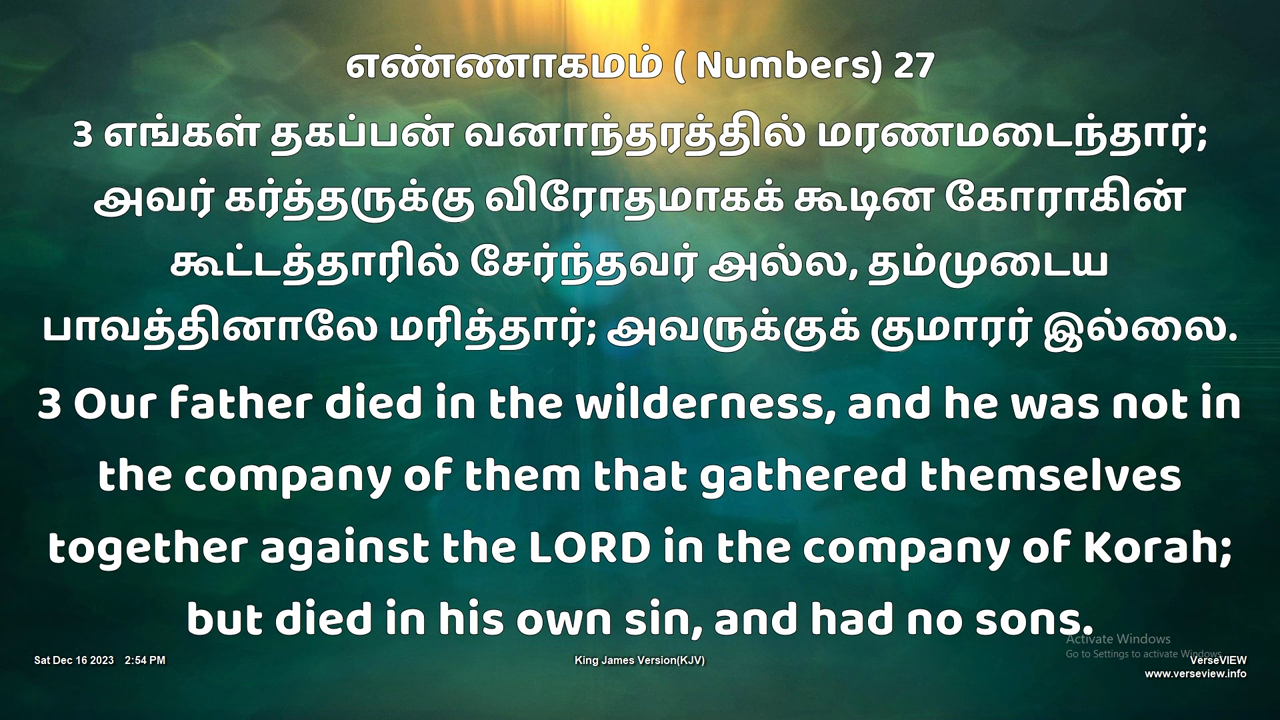 எண்ணாகமம் ( Numbers) 27
3 எங்கள் தகப்பன் வனாந்தரத்தில் மரணமடைந்தார்;
அவர் கர்த்தருக்கு விரோதமாகக் கூடின கோராகின்
கூட்டத்தாரில் சேர்ந்தவர் அல்ல, தம்முடைய
பாவத்தினாலே மரித்தார்; அவருக்குக் குமாரர் இல்லை.
3 Our father died in the wilderness, and he was not in
the company of them that gathered themselves
together against the LORD in the company of Korah;
but died in his own sin, and had no sons.
Activate Windows
Go to Settings to activate Windows.
Sat Dec 16 2023 2:54 PM
King James Version(KJV)
VerseVIEW
www.verseview.info